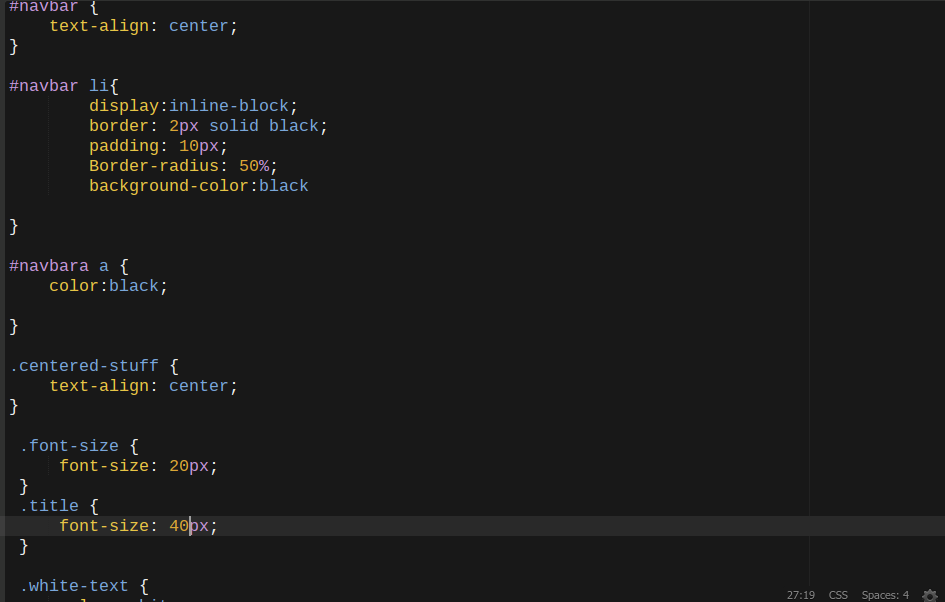 #navbar {
    text-align: center;
}
#navbar li{
        display:inline-block;
        border: 2px solid black;
        padding: 10px;
        Border-radius: 50%;
        background-color:black
}
#navbara a {
    color:black;
}
.centered-stuff {
    text-align: center;
}
 .font-size {
     font-size: 20px;
 }
 .title {
     font-size: 40px;
 }
 .white-text {
27:19 CSS Spaces: 4